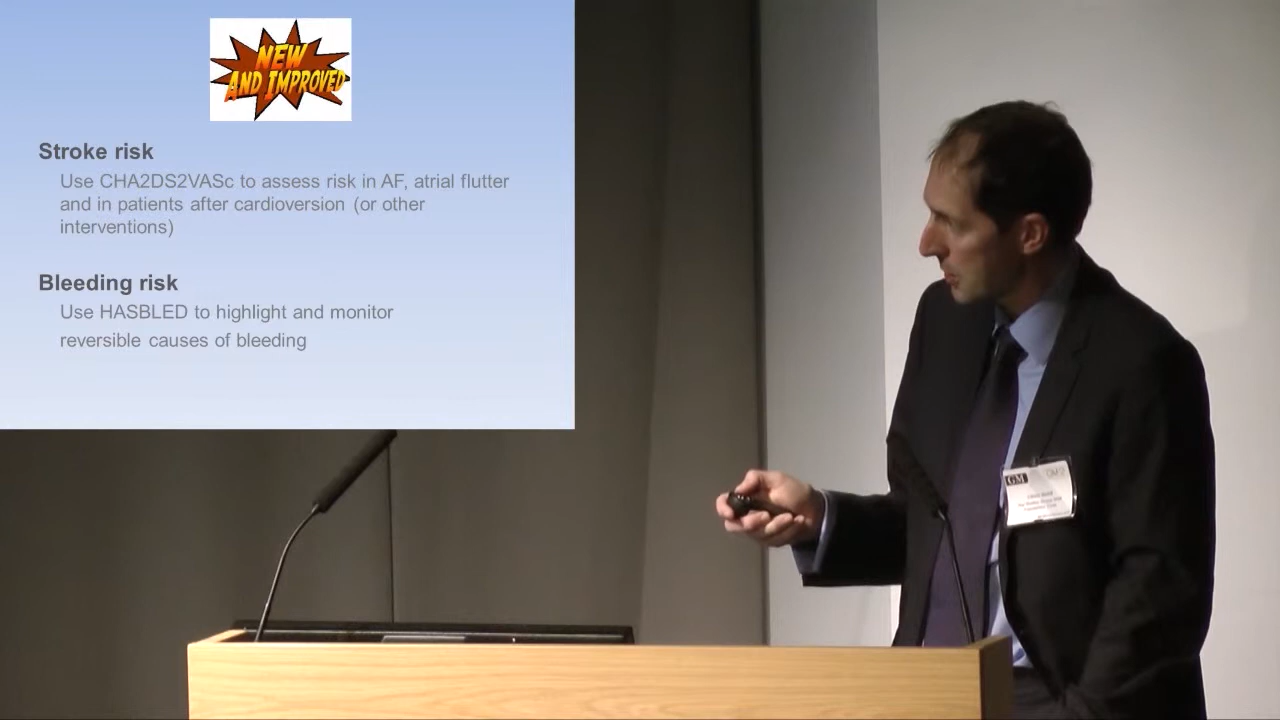 NEW
AND IMPROVED
Stroke risk
Use CHA2DS2VASc to assess risk in AF, atrial flutter
and in patients after cardioversion (or other
interventions)
Bleeding risk
Use HASBLED to highlight and monitor
reversible causes of bleeding
GM